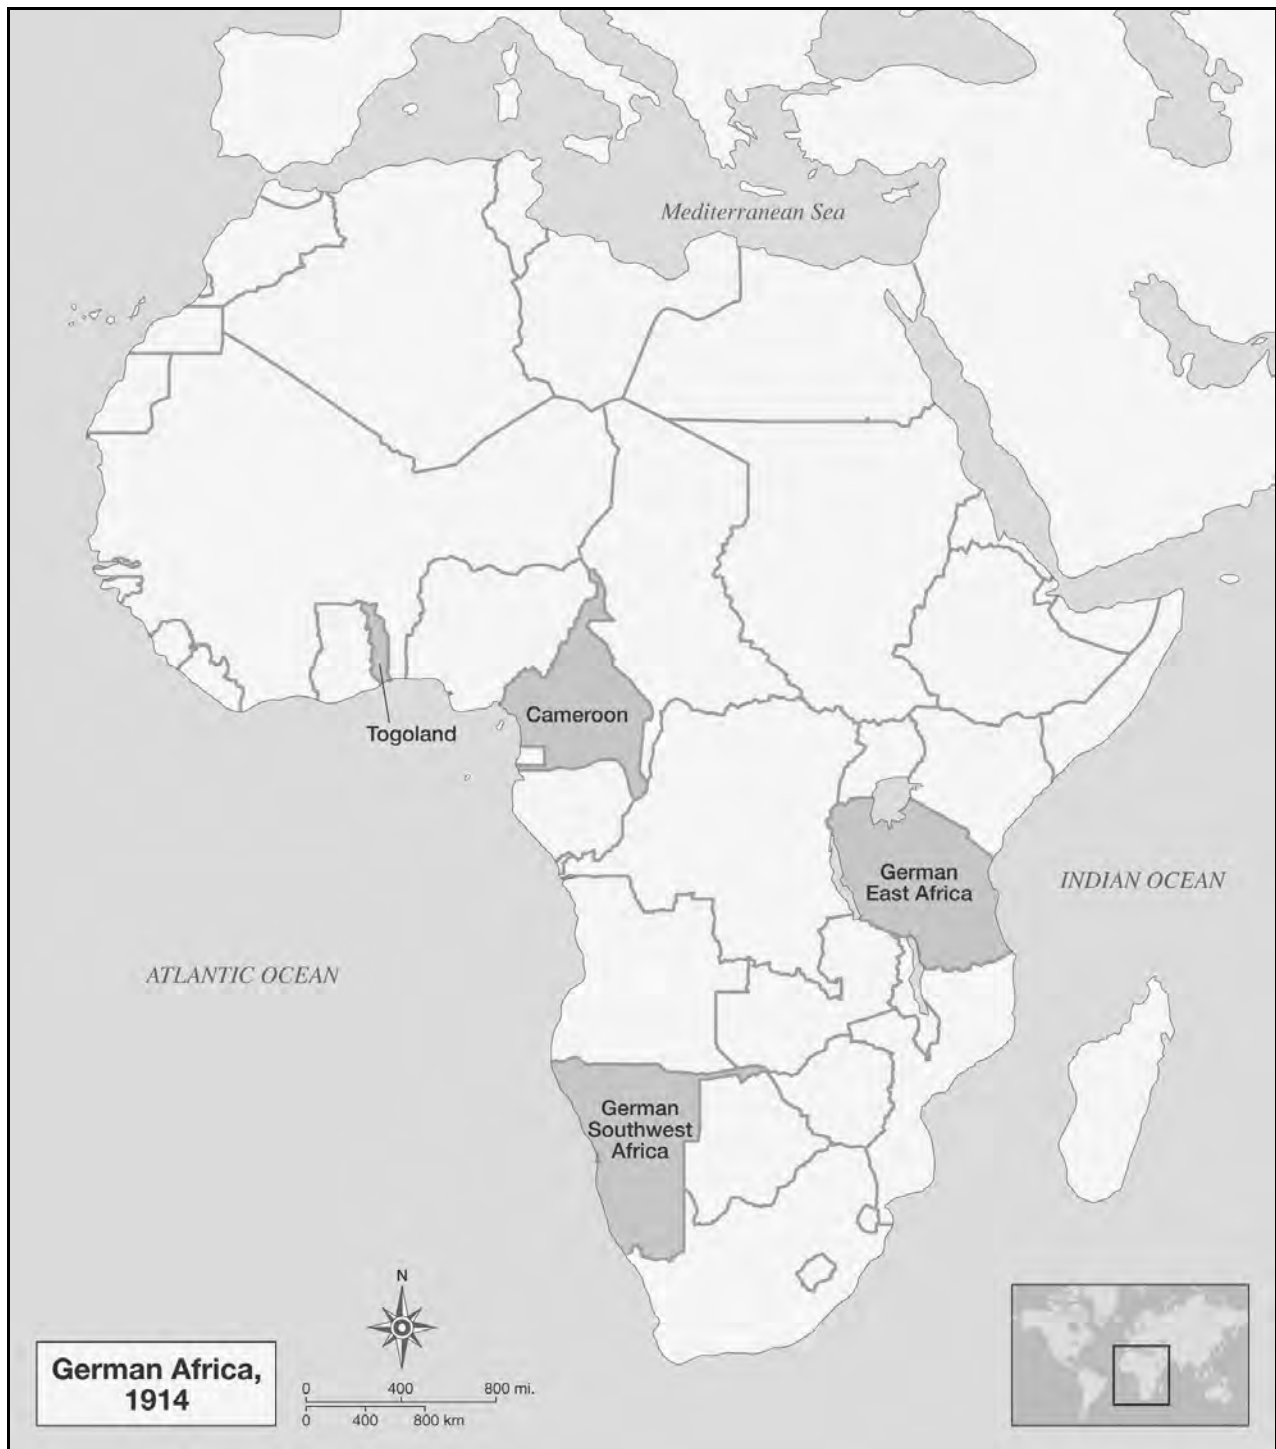 Mediterranean Sea
Togoland
Cameroon
German
East Africa
INDIAN OCEAN
ATLANTIC OCEAN
German
Southwest
Africa
N
German Africa,
1914
0 400 800 mi.
0 400 800 km